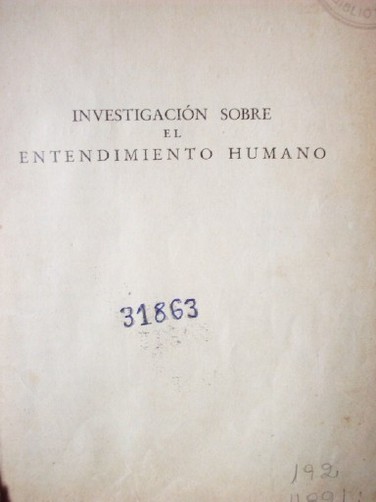 INVESTIGACIÓN SOBRE
EL
ENTENDIMIENTO HUMANO
31863
192